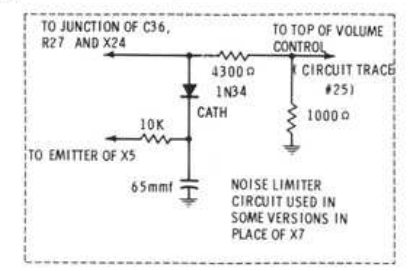 TO JUNCTION OF C36,
R27 AND X24
TO TOP OF VOLUME
CONTROL
( CIRCUIT TRACE
#25)
4300Ω
1N34
CATH
1000Ω
10K
TO EMITTER OF X5
65mmf
NOISE LIMITER
CIRCUIT USED IN
SOME VERSIONS IN
PLACE OF X7